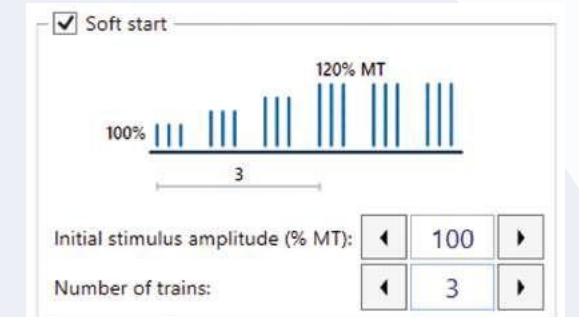 Soft start
120% MT
100%
3
Initial stimulus amplitude (% MT): 100
Number of trains: 3